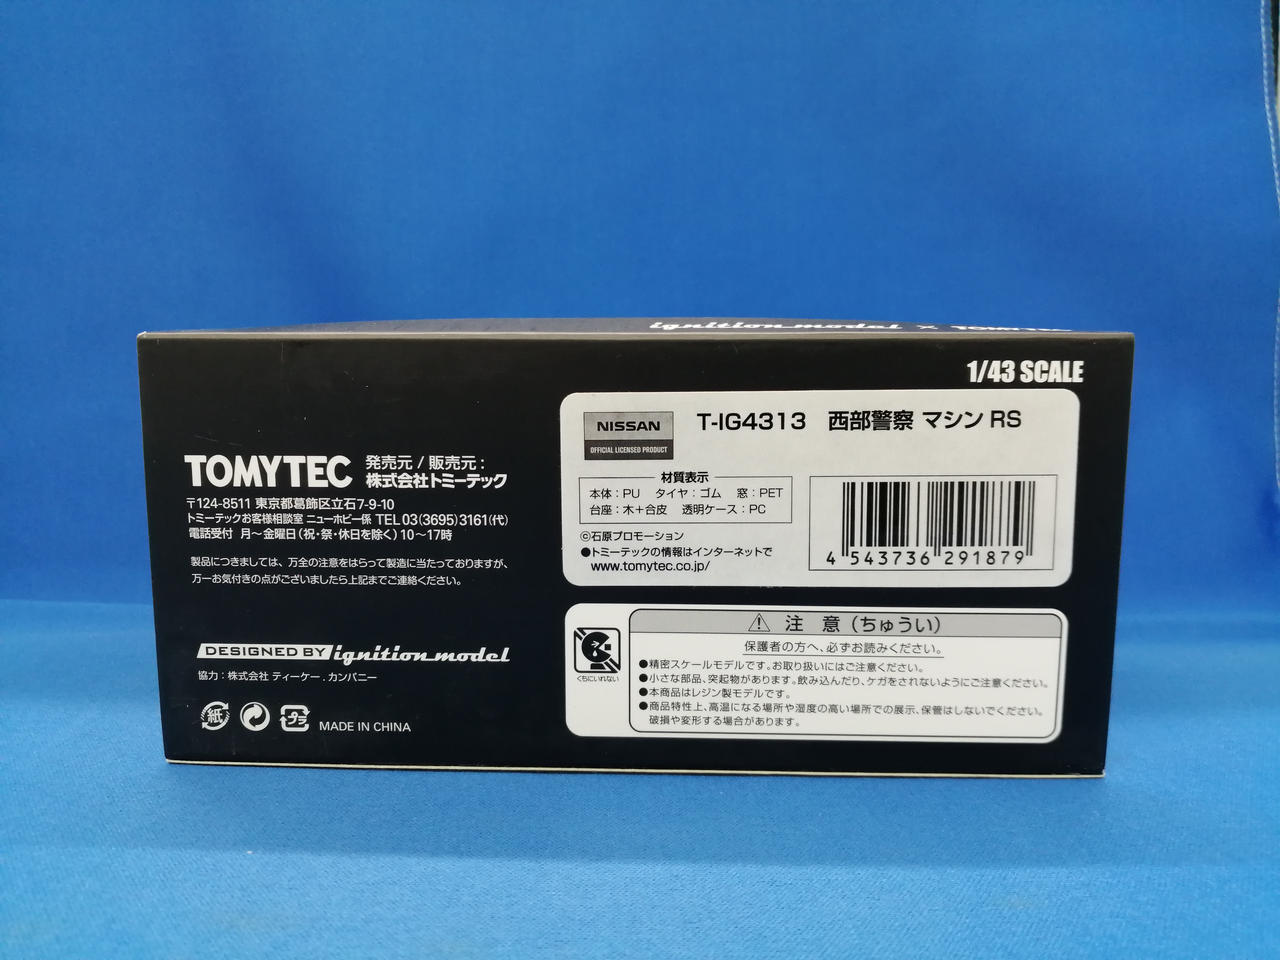 ignition model × TOMYTEC
1/43 SCALE
NISSAN
OFFICIAL LICENSED PRODUCT
T-IG4313 西部警察 マシン RS
材質表示
本体：PU タイヤ：ゴム 窓：PET
台座：木＋合皮 透明ケース：PC
©石原プロモーション
●トミーテックの情報はインターネットで
www.tomytec.co.jp/
4 543736 291879
TOMYTEC
発売元 / 販売元：
株式会社トミーテック
〒124-8511 東京都葛飾区立石7-9-10
トミーテックお客様相談室 ニューホビー係 TEL 03(3695)3161(代)
電話受付 月～金曜日(祝・祭・休日を除く) 10～17時
製品につきましては、万全の注意をはらって製造に当たっておりますが、
万一お気付きの点がございましたら上記までご連絡ください。
DESIGNED BY ignition model
協力：株式会社 ティーケー．カンパニー
紙
プラ
MADE IN CHINA
くちにいれない
注 意（ちゅうい）
保護者の方へ、必ずお読みください。
●精密スケールモデルです。お取り扱いにはご注意ください。
●小さな部品、突起物があります。飲み込んだり、ケガをされないようにご注意ください。
●本商品はレジン製モデルです。
●商品特性上、高温になる場所や湿度の高い場所での展示、保管はしないでください。
破損や変形する場合があります。